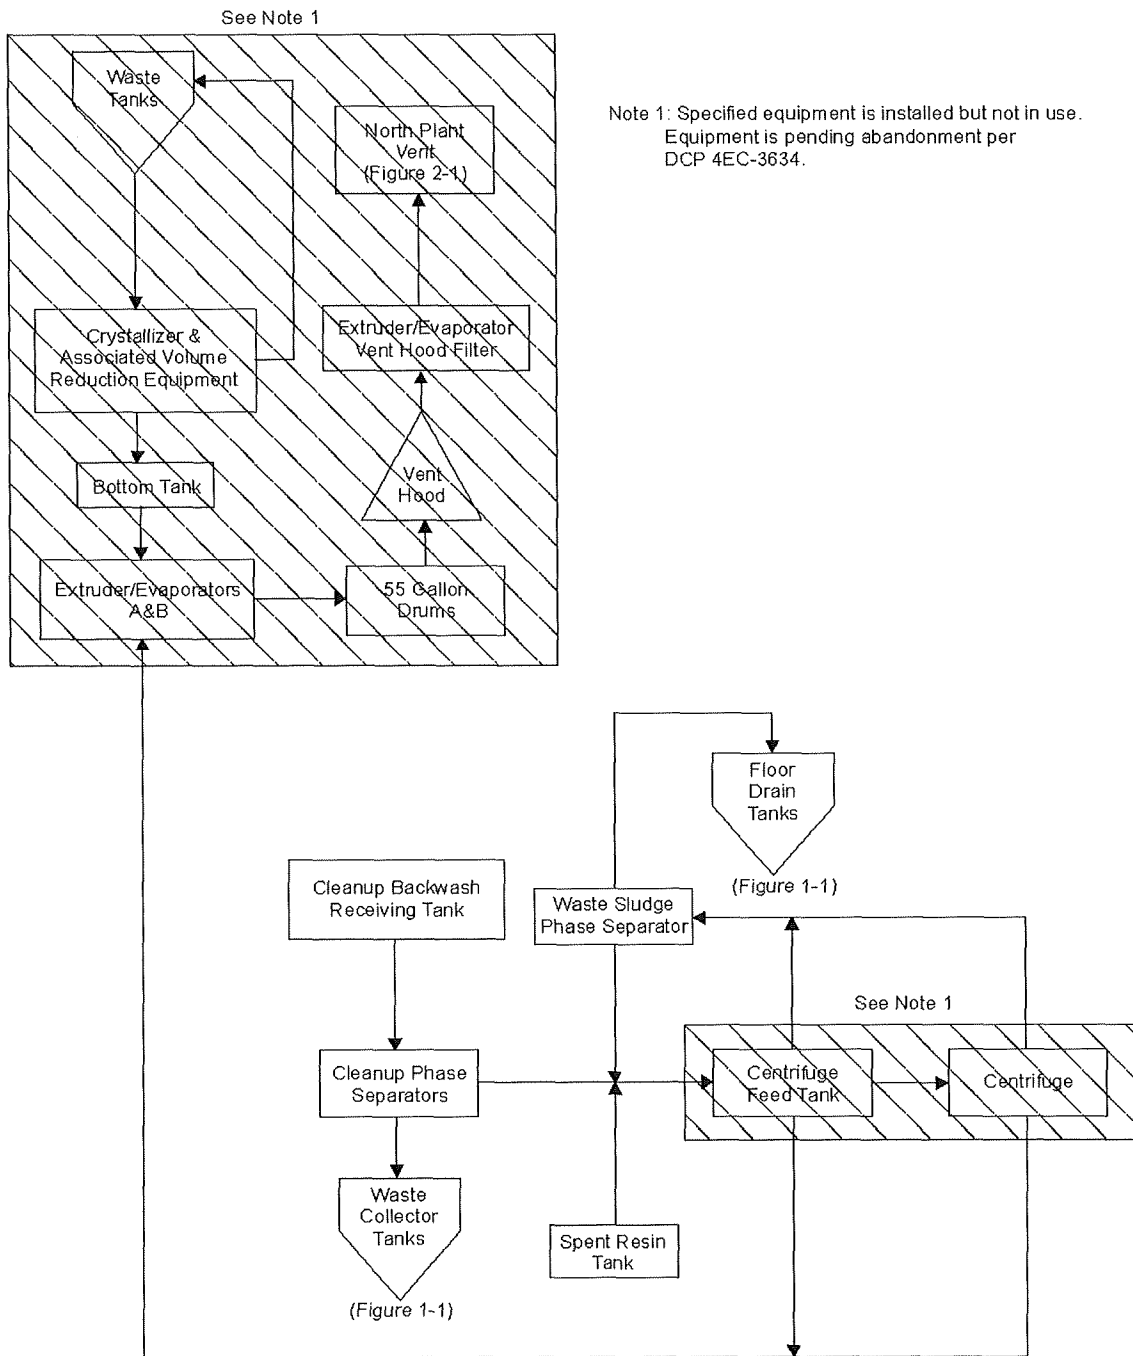 See Note 1
Waste
Tanks
North Plant
Vent
(Figure 2-1)
Note 1: Specified equipment is installed but not in use.
Equipment is pending abandonment per
DCP 4EC-3634.
Crystallizer &
Associated Volume
Reduction Equipment
Extruder/Evaporator
Vent Hood Filter
Bottom Tank
Vent
Hood
Extruder/Evaporators
A&B
55 Gallon
Drums
Floor
Drain
Tanks
(Figure 1-1)
Cleanup Backwash
Receiving Tank
Waste Sludge
Phase Separator
See Note 1
Cleanup Phase
Separators
Centrifuge
Feed Tank
Centrifuge
Waste
Collector
Tanks
(Figure 1-1)
Spent Resin
Tank